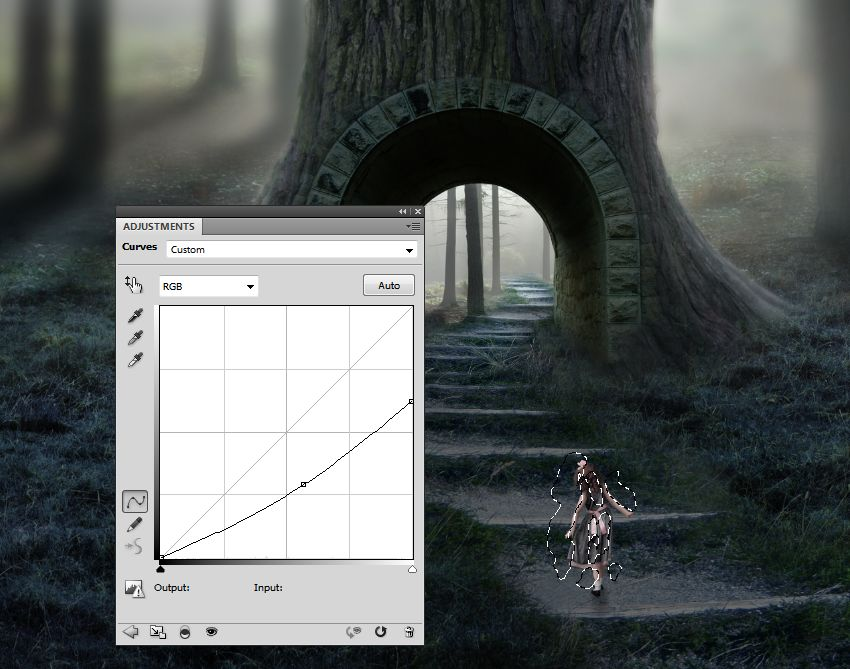 ADJUSTMENTS
Curves Custom
RGB Auto
Output: Input: